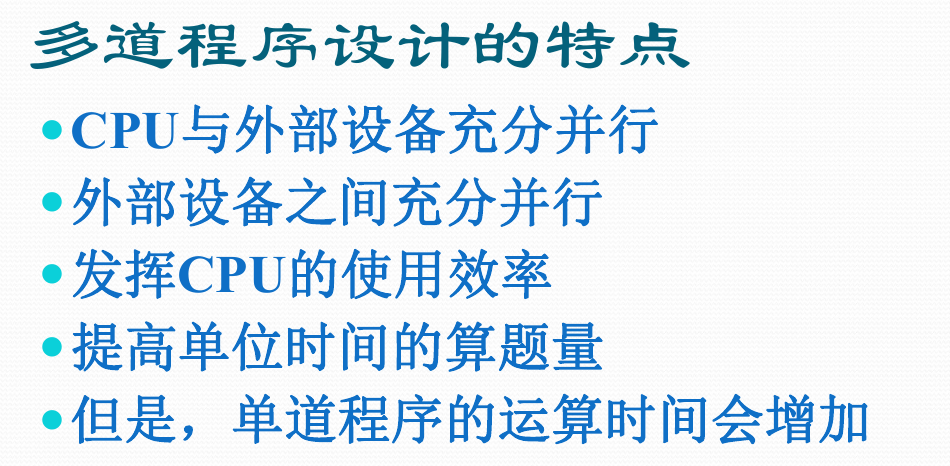 多道程序设计的特点
•CPU与外部设备充分并行
•外部设备之间充分并行
•发挥CPU的使用效率
•提高单位时间的算题量
•但是，单道程序的运算时间会增加